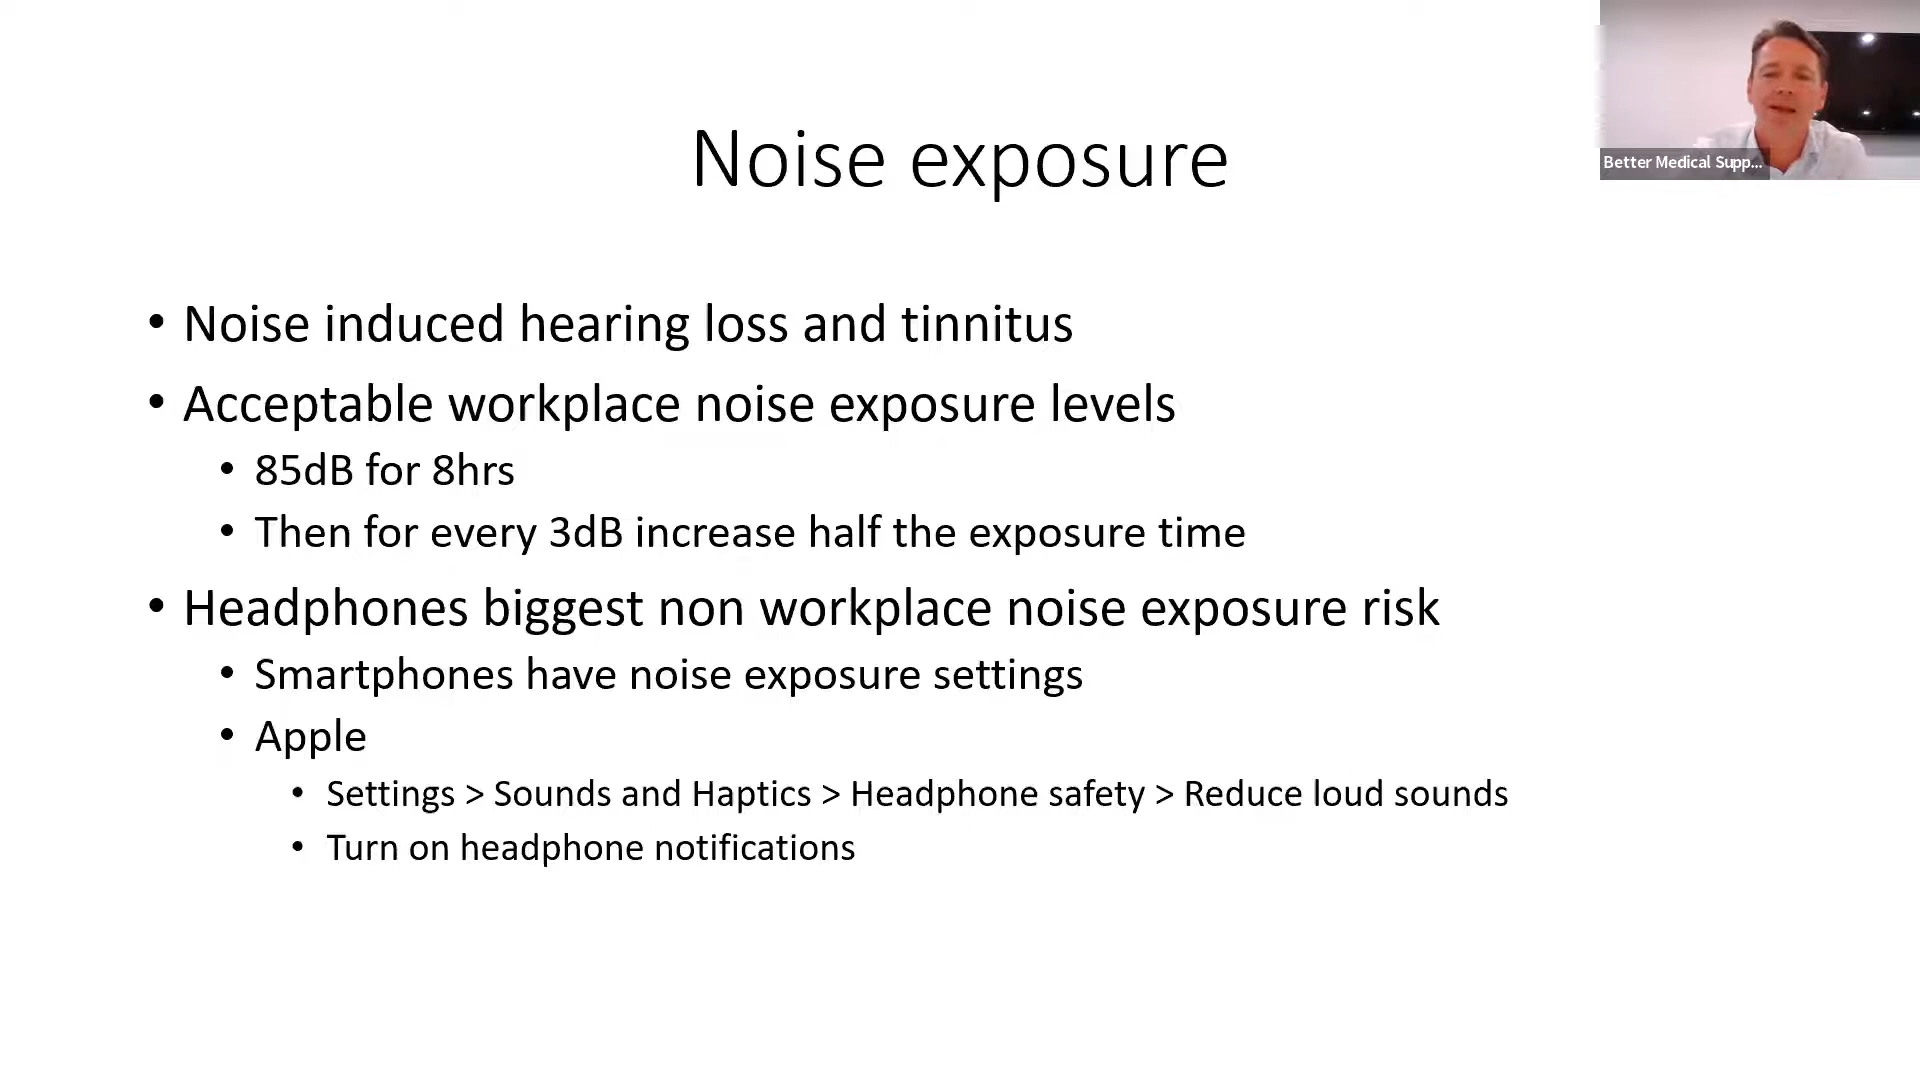 Better Medical Supp...
Noise exposure
• Noise induced hearing loss and tinnitus
• Acceptable workplace noise exposure levels
• 85dB for 8hrs
• Then for every 3dB increase half the exposure time
• Headphones biggest non workplace noise exposure risk
• Smartphones have noise exposure settings
• Apple
• Settings > Sounds and Haptics > Headphone safety > Reduce loud sounds
• Turn on headphone notifications